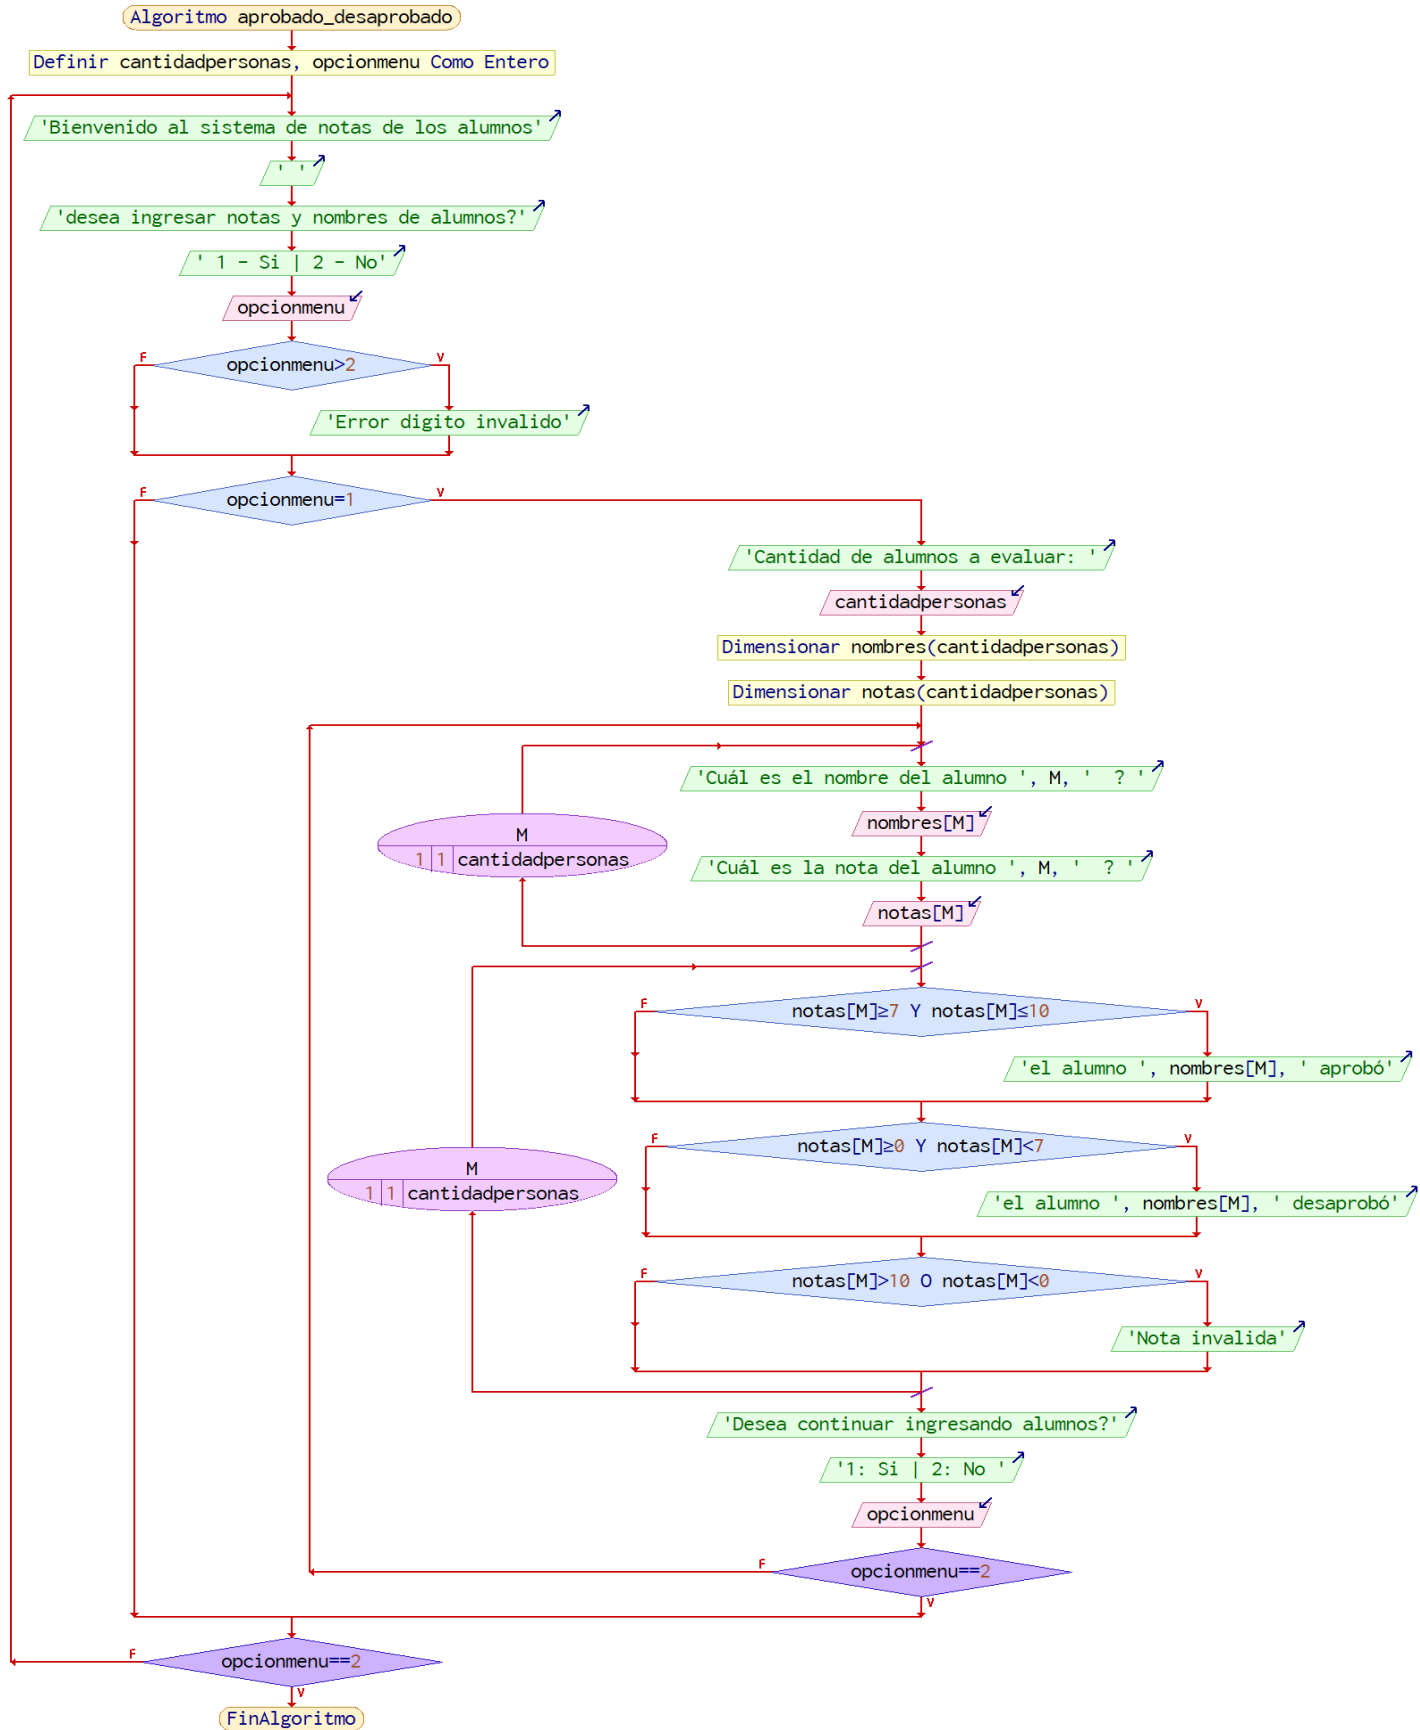 Algoritmo aprobado_desaprobado
Definir cantidadpersonas, opcionmenu Como Entero
'Bienvenido al sistema de notas de los alumnos'
' '
'desea ingresar notas y nombres de alumnos?'
' 1 - Si | 2 - No'
opcionmenu
opcionmenu>2
F
V
'Error digito invalido'
opcionmenu=1
F
V
'Cantidad de alumnos a evaluar: '
cantidadpersonas
Dimensionar nombres(cantidadpersonas)
Dimensionar notas(cantidadpersonas)
M
1 1 cantidadpersonas
'Cuál es el nombre del alumno ', M, '  ? '
nombres[M]
'Cuál es la nota del alumno ', M, '  ? '
notas[M]
M
1 1 cantidadpersonas
notas[M]≥7 Y notas[M]≤10
F
V
'el alumno ', nombres[M], ' aprobó'
notas[M]≥0 Y notas[M]<7
F
V
'el alumno ', nombres[M], ' desaprobó'
notas[M]>10 O notas[M]<0
F
V
'Nota invalida'
'Desea continuar ingresando alumnos?'
'1: Si | 2: No '
opcionmenu
opcionmenu==2
F
V
opcionmenu==2
F
V
FinAlgoritmo